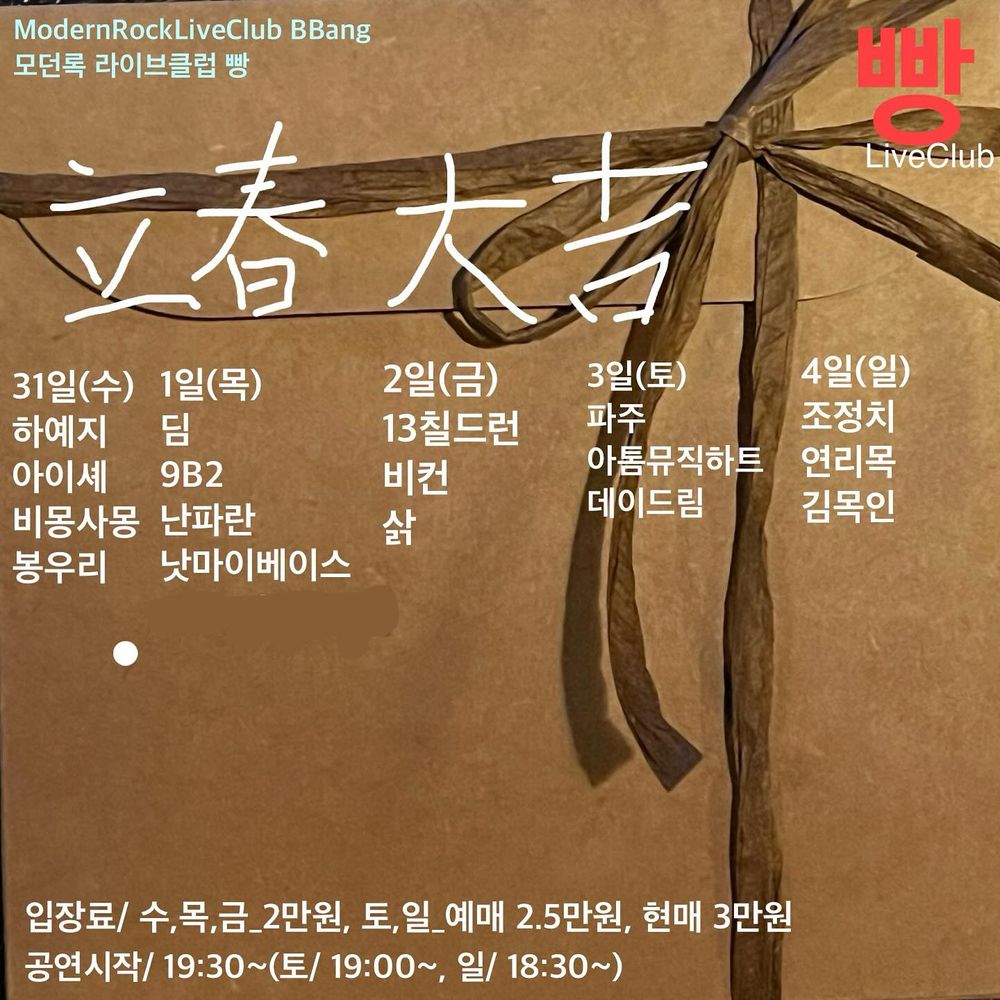 ModernRockLiveClub BBang
모던록 라이브클럽 빵
빵
LiveClub
立春大吉
31일(수)
하예지
아이셰
비몽사몽
봉우리
1일(목)
딤
9B2
난파란
낫마이베이스
2일(금)
13칠드런
비컨
삵
3일(토)
파주
아톰뮤직하트
데이드림
4일(일)
조정치
연리목
김목인
입장료/ 수,목,금_2만원, 토,일_예매 2.5만원, 현매 3만원
공연시작/ 19:30~(토/ 19:00~, 일/ 18:30~)